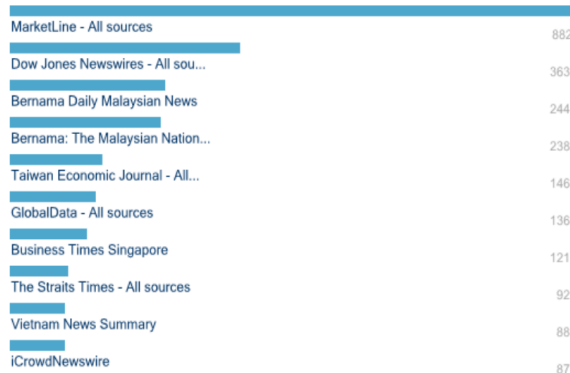 MarketLine - All sources
882
Dow Jones Newswires - All sou...
363
Bernama Daily Malaysian News
244
Bernama: The Malaysian Nation...
238
Taiwan Economic Journal - All...
146
GlobalData - All sources
136
Business Times Singapore
121
The Straits Times - All sources
92
Vietnam News Summary
88
iCrowdNewswire
87